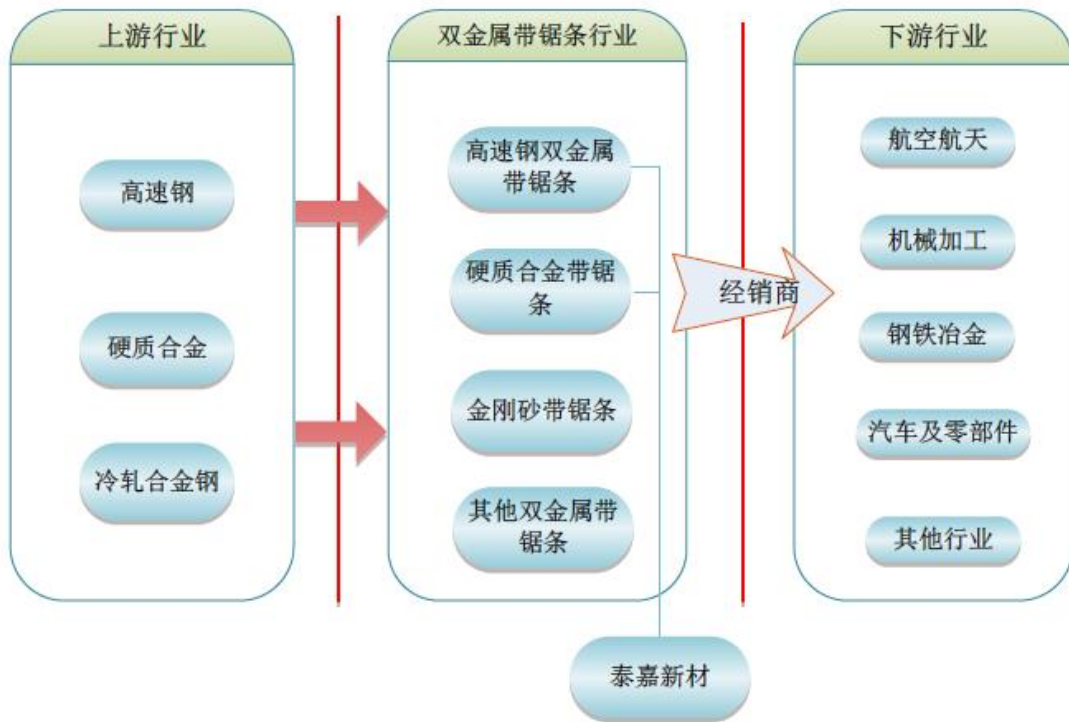 上游行业
高速钢
硬质合金
冷轧合金钢
双金属带锯条行业
高速钢双金属
带锯条
硬质合金带锯
条
金刚砂带锯条
其他双金属带
锯条
泰嘉新材
经销商
下游行业
航空航天
机械加工
钢铁冶金
汽车及零部件
其他行业